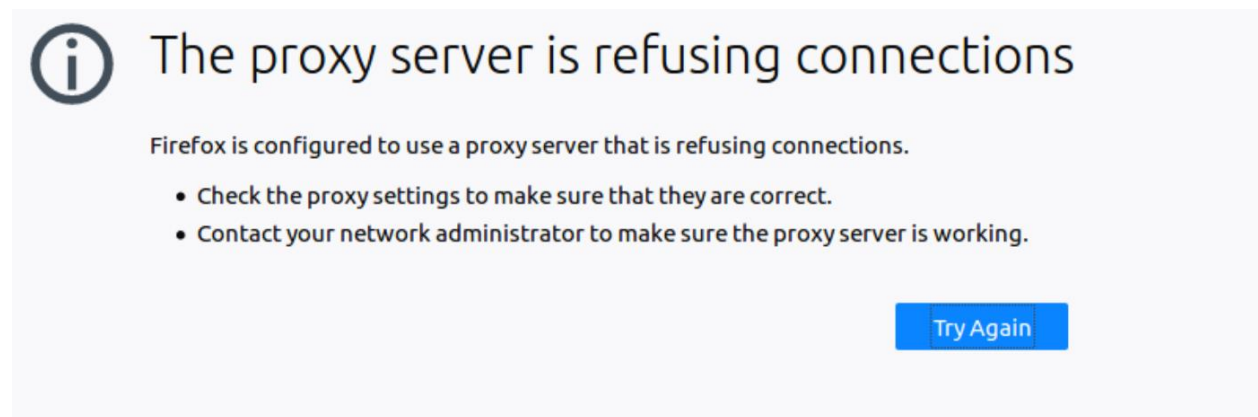 The proxy server is refusing connections
Firefox is configured to use a proxy server that is refusing connections.
• Check the proxy settings to make sure that they are correct.
• Contact your network administrator to make sure the proxy server is working.
Try Again